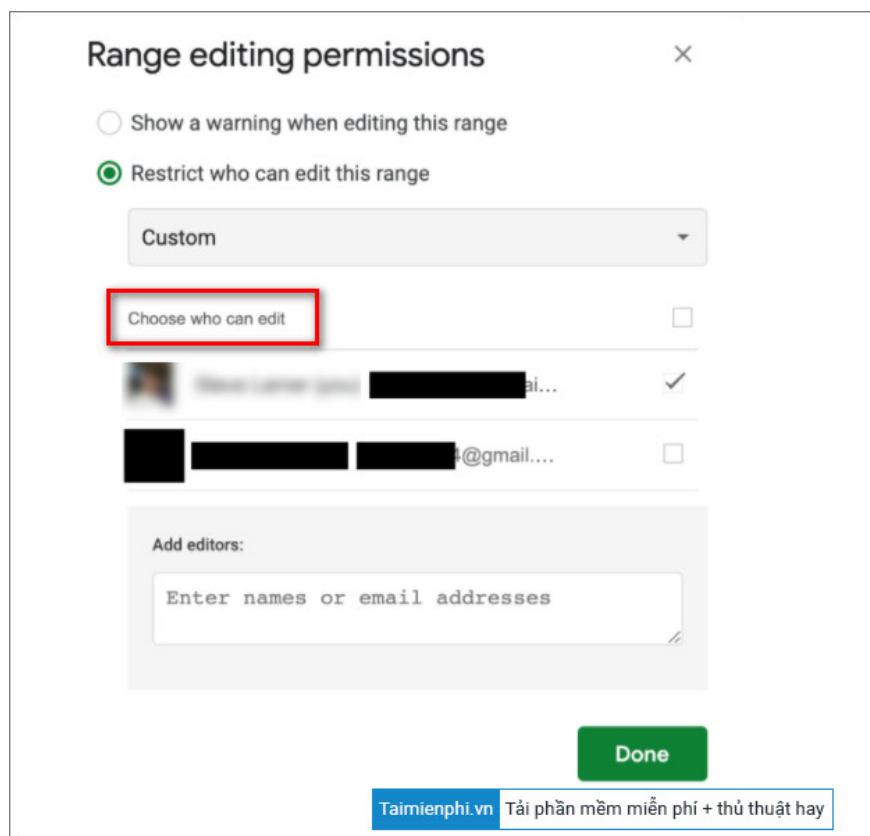 Range editing permissions
Show a warning when editing this range
Restrict who can edit this range
Custom
Choose who can edit
ai...
4@gmail....
Add editors:
Enter names or email addresses
Done
Taimienphi.vn Tải phần mềm miễn phí + thủ thuật hay